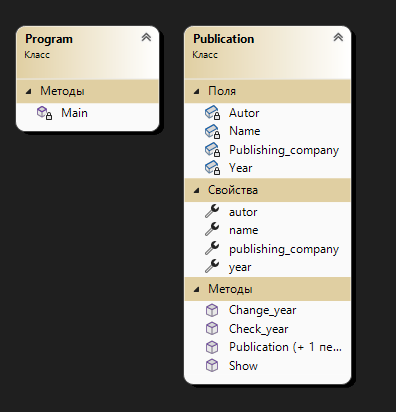 Program
Класс
Методы
Main
Publication
Класс
Поля
Autor
Name
Publishing_company
Year
Свойства
autor
name
publishing_company
year
Методы
Change_year
Check_year
Publication (+ 1 пе...
Show